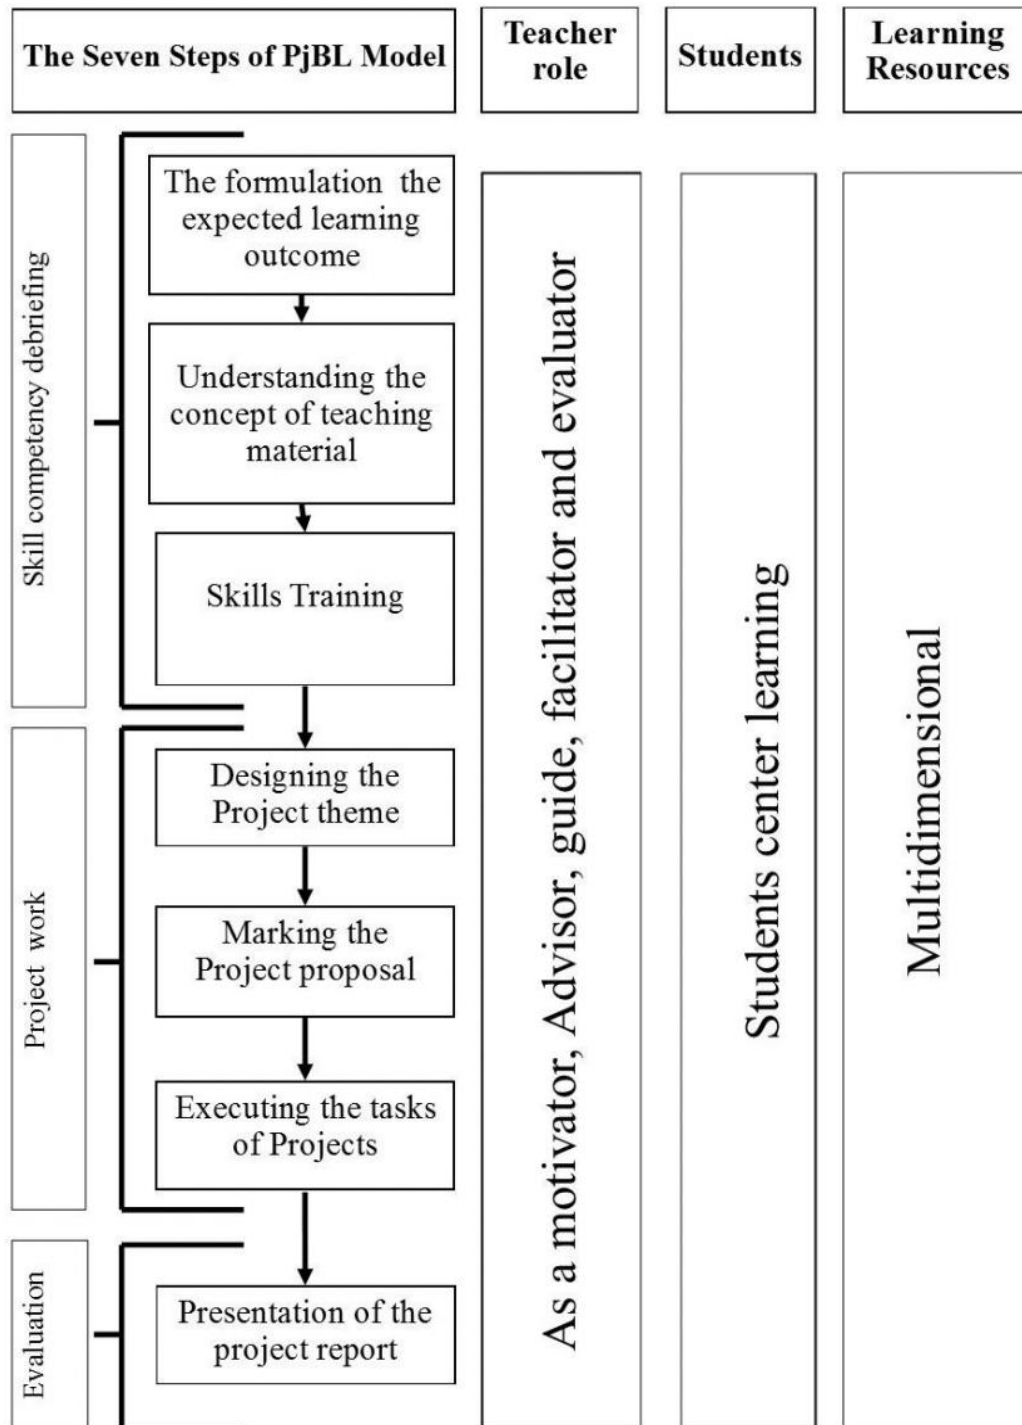 The Seven Steps of PjBL Model
Teacher
role
Students
Learning
Resources
Skill competency debriefing
The formulation the
expected learning
outcome
Understanding the
concept of teaching
material
Skills Training
Project work
Designing the
Project theme
Marking the
Project proposal
Executing the tasks
of Projects
Evaluation
Presentation of the
project report
As a motivator, Advisor, guide, facilitator and evaluator
Students center learning
Multidimensional